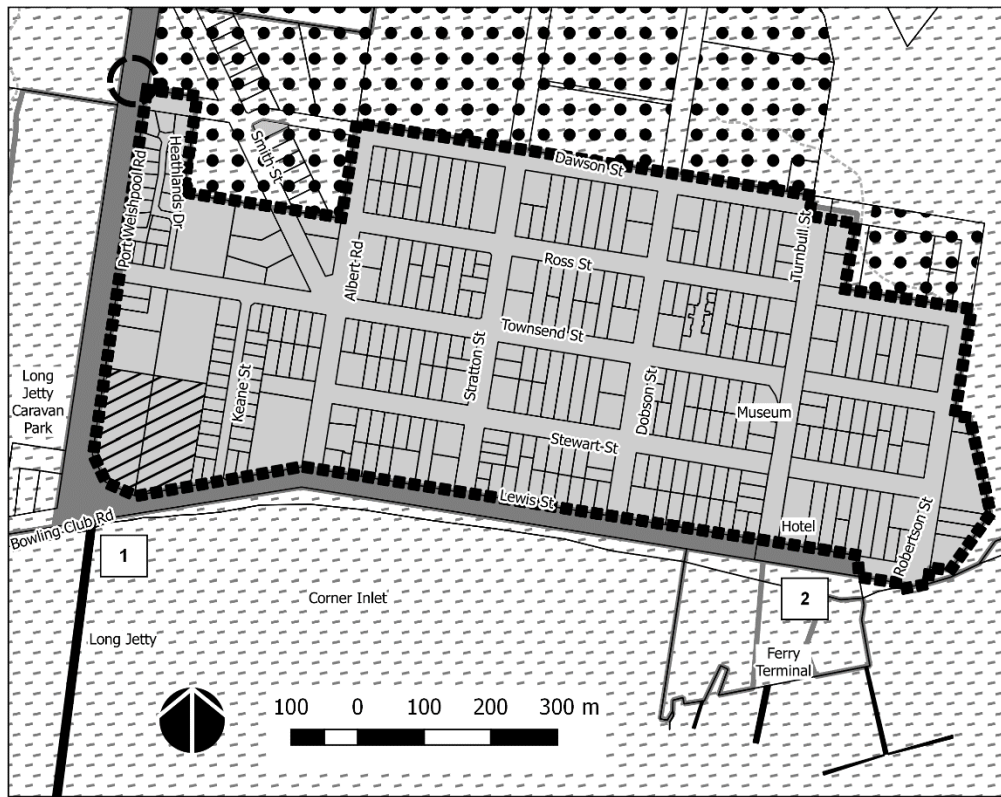 Dawson St
Smith St
Heathlands Dr
Port Welshpool Rd
Turnbull St
Albert Rd
Ross St
Townsend St
Stratton St
Dobson St
Keane St
Long
Jetty
Caravan
Park
Museum
Stewart St
Lewis St
Hotel
Robertson St
Bowling Club Rd
1
Corner Inlet
2
Long Jetty
Ferry
Terminal
100 0 100 200 300 m